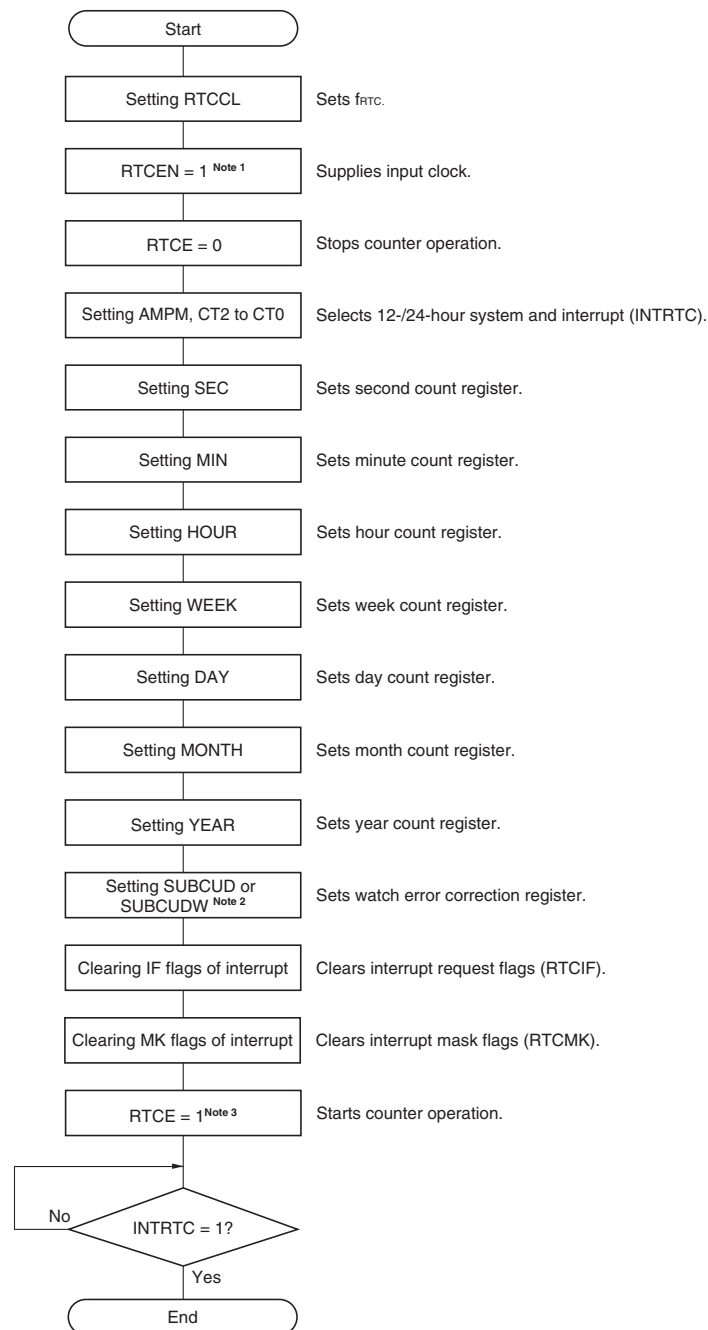 Start
Setting RTCCL
Sets fRTC.
RTCEN = 1 Note 1
Supplies input clock.
RTCE = 0
Stops counter operation.
Setting AMPM, CT2 to CT0
Selects 12-/24-hour system and interrupt (INTRTC).
Setting SEC
Sets second count register.
Setting MIN
Sets minute count register.
Setting HOUR
Sets hour count register.
Setting WEEK
Sets week count register.
Setting DAY
Sets day count register.
Setting MONTH
Sets month count register.
Setting YEAR
Sets year count register.
Setting SUBCUD or
SUBCUDW Note 2
Sets watch error correction register.
Clearing IF flags of interrupt
Clears interrupt request flags (RTCIF).
Clearing MK flags of interrupt
Clears interrupt mask flags (RTCMK).
RTCE = 1Note 3
Starts counter operation.
No
INTRTC = 1?
Yes
End